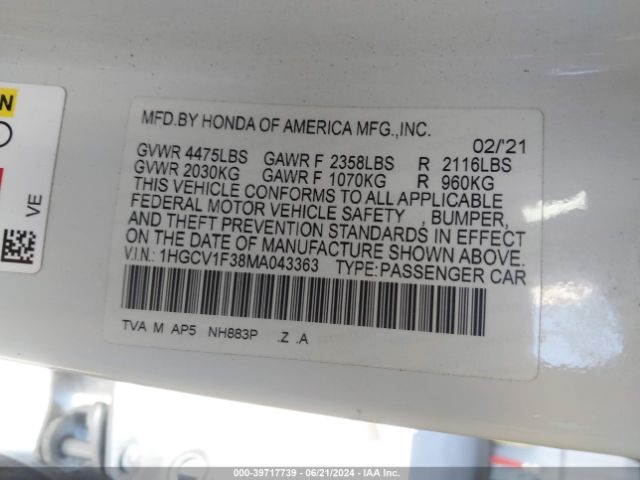 MFD.BY HONDA OF AMERICA MFG.,INC.
02/'21
GVWR 4475LBS GAWR F 2358LBS R 2116LBS
GVWR 2030KG GAWR F 1070KG R 960KG
THIS VEHICLE CONFORMS TO ALL APPLICABLE
FEDERAL MOTOR VEHICLE SAFETY , BUMPER,
AND THEFT PREVENTION STANDARDS IN EFFECT
ON THE DATE OF MANUFACTURE SHOWN ABOVE.
V.I.N.: 1HGCV1F38MA043363 TYPE:PASSENGER CAR
TVA M AP5 NH883P .Z .A
VE
000-39717739 - 06/21/2024 - IAA Inc.